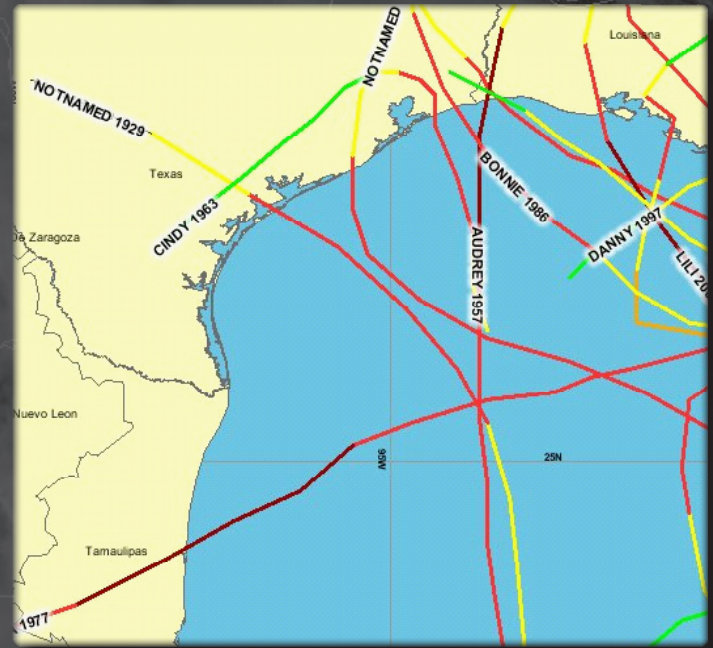 NOTNAMED
Louisiana
NOTNAMED 1929
Texas
BONNIE 1986
CINDY 1963
DANNY 1997
De Zaragoza
AUDREY 1957
LILI
Nuevo Leon
95W
25N
Tamaulipas
1977